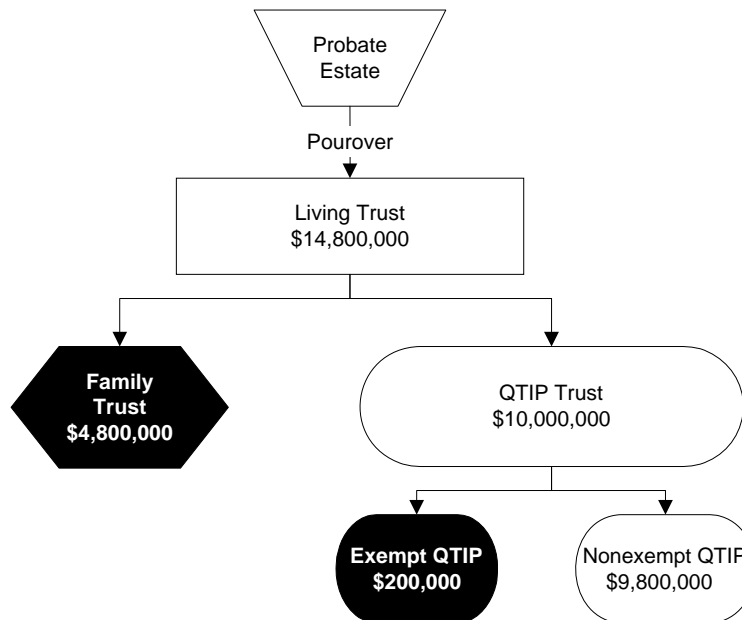 Probate
Estate
Pourover
Living Trust
$14,800,000
Family
Trust
$4,800,000
QTIP Trust
$10,000,000
Exempt QTIP
$200,000
Nonexempt QTIP
$9,800,000